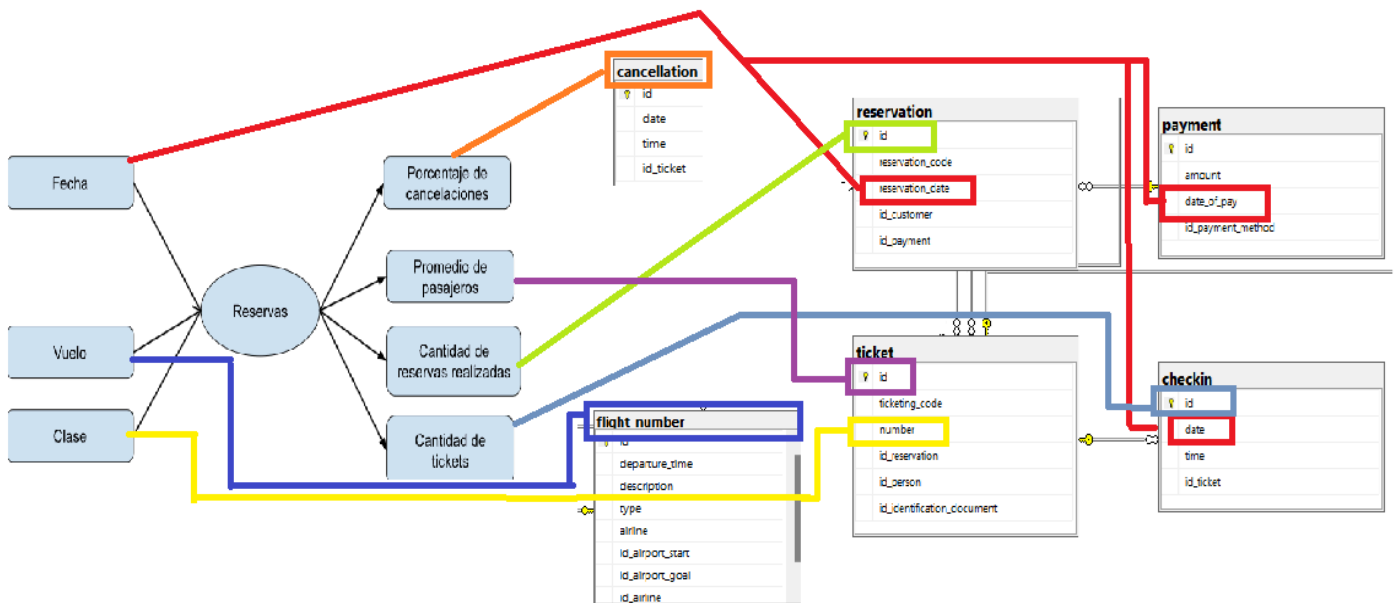 Fecha
Vuelo
Clase
Reservas
Porcentaje de
cancelaciones
Promedio de
pasajeros
Cantidad de
reservas realizadas
Cantidad de
tickets
cancellation
id
date
time
id_ticket
flight_number
id
departure_time
description
type
airline
id_airport_start
id_airport_goal
id_airline
reservation
id
reservation_code
reservation_date
id_customer
id_payment
ticket
id
ticketing_code
number
id_reservation
id_person
id_identification_document
payment
id
amount
date_of_pay
id_payment_method
checkin
id
date
time
id_ticket